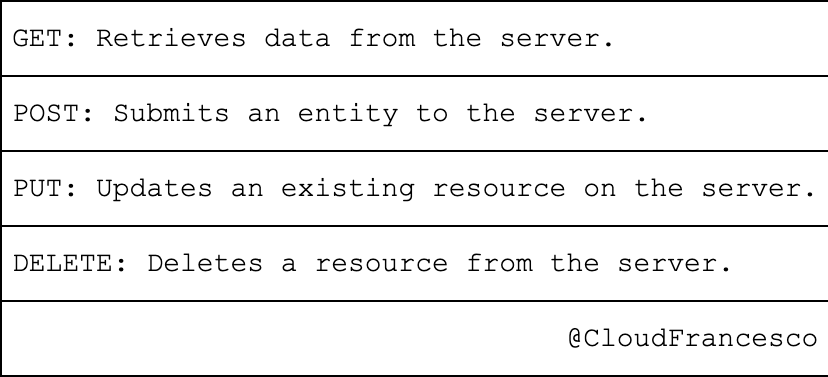 GET: Retrieves data from the server.
POST: Submits an entity to the server.
PUT: Updates an existing resource on the server.
DELETE: Deletes a resource from the server.
@CloudFrancesco